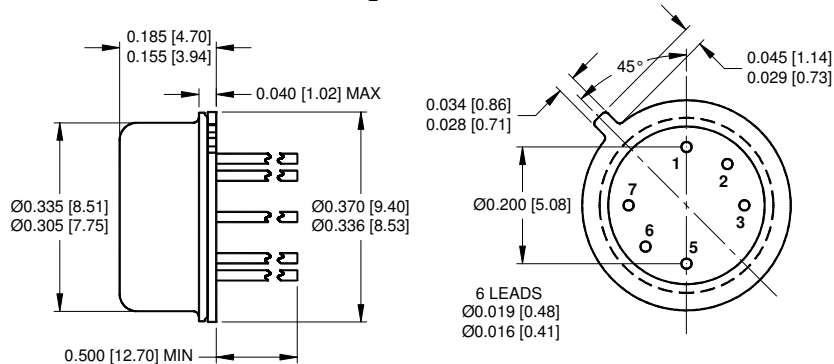 0.185 [4.70]
0.155 [3.94]
0.040 [1.02] MAX
Ø0.335 [8.51]
Ø0.305 [7.75]
Ø0.370 [9.40]
Ø0.336 [8.53]
0.500 [12.70] MIN
45°
0.045 [1.14]
0.029 [0.73]
0.034 [0.86]
0.028 [0.71]
Ø0.200 [5.08]
1
2
3
5
6
7
6 LEADS
Ø0.019 [0.48]
Ø0.016 [0.41]